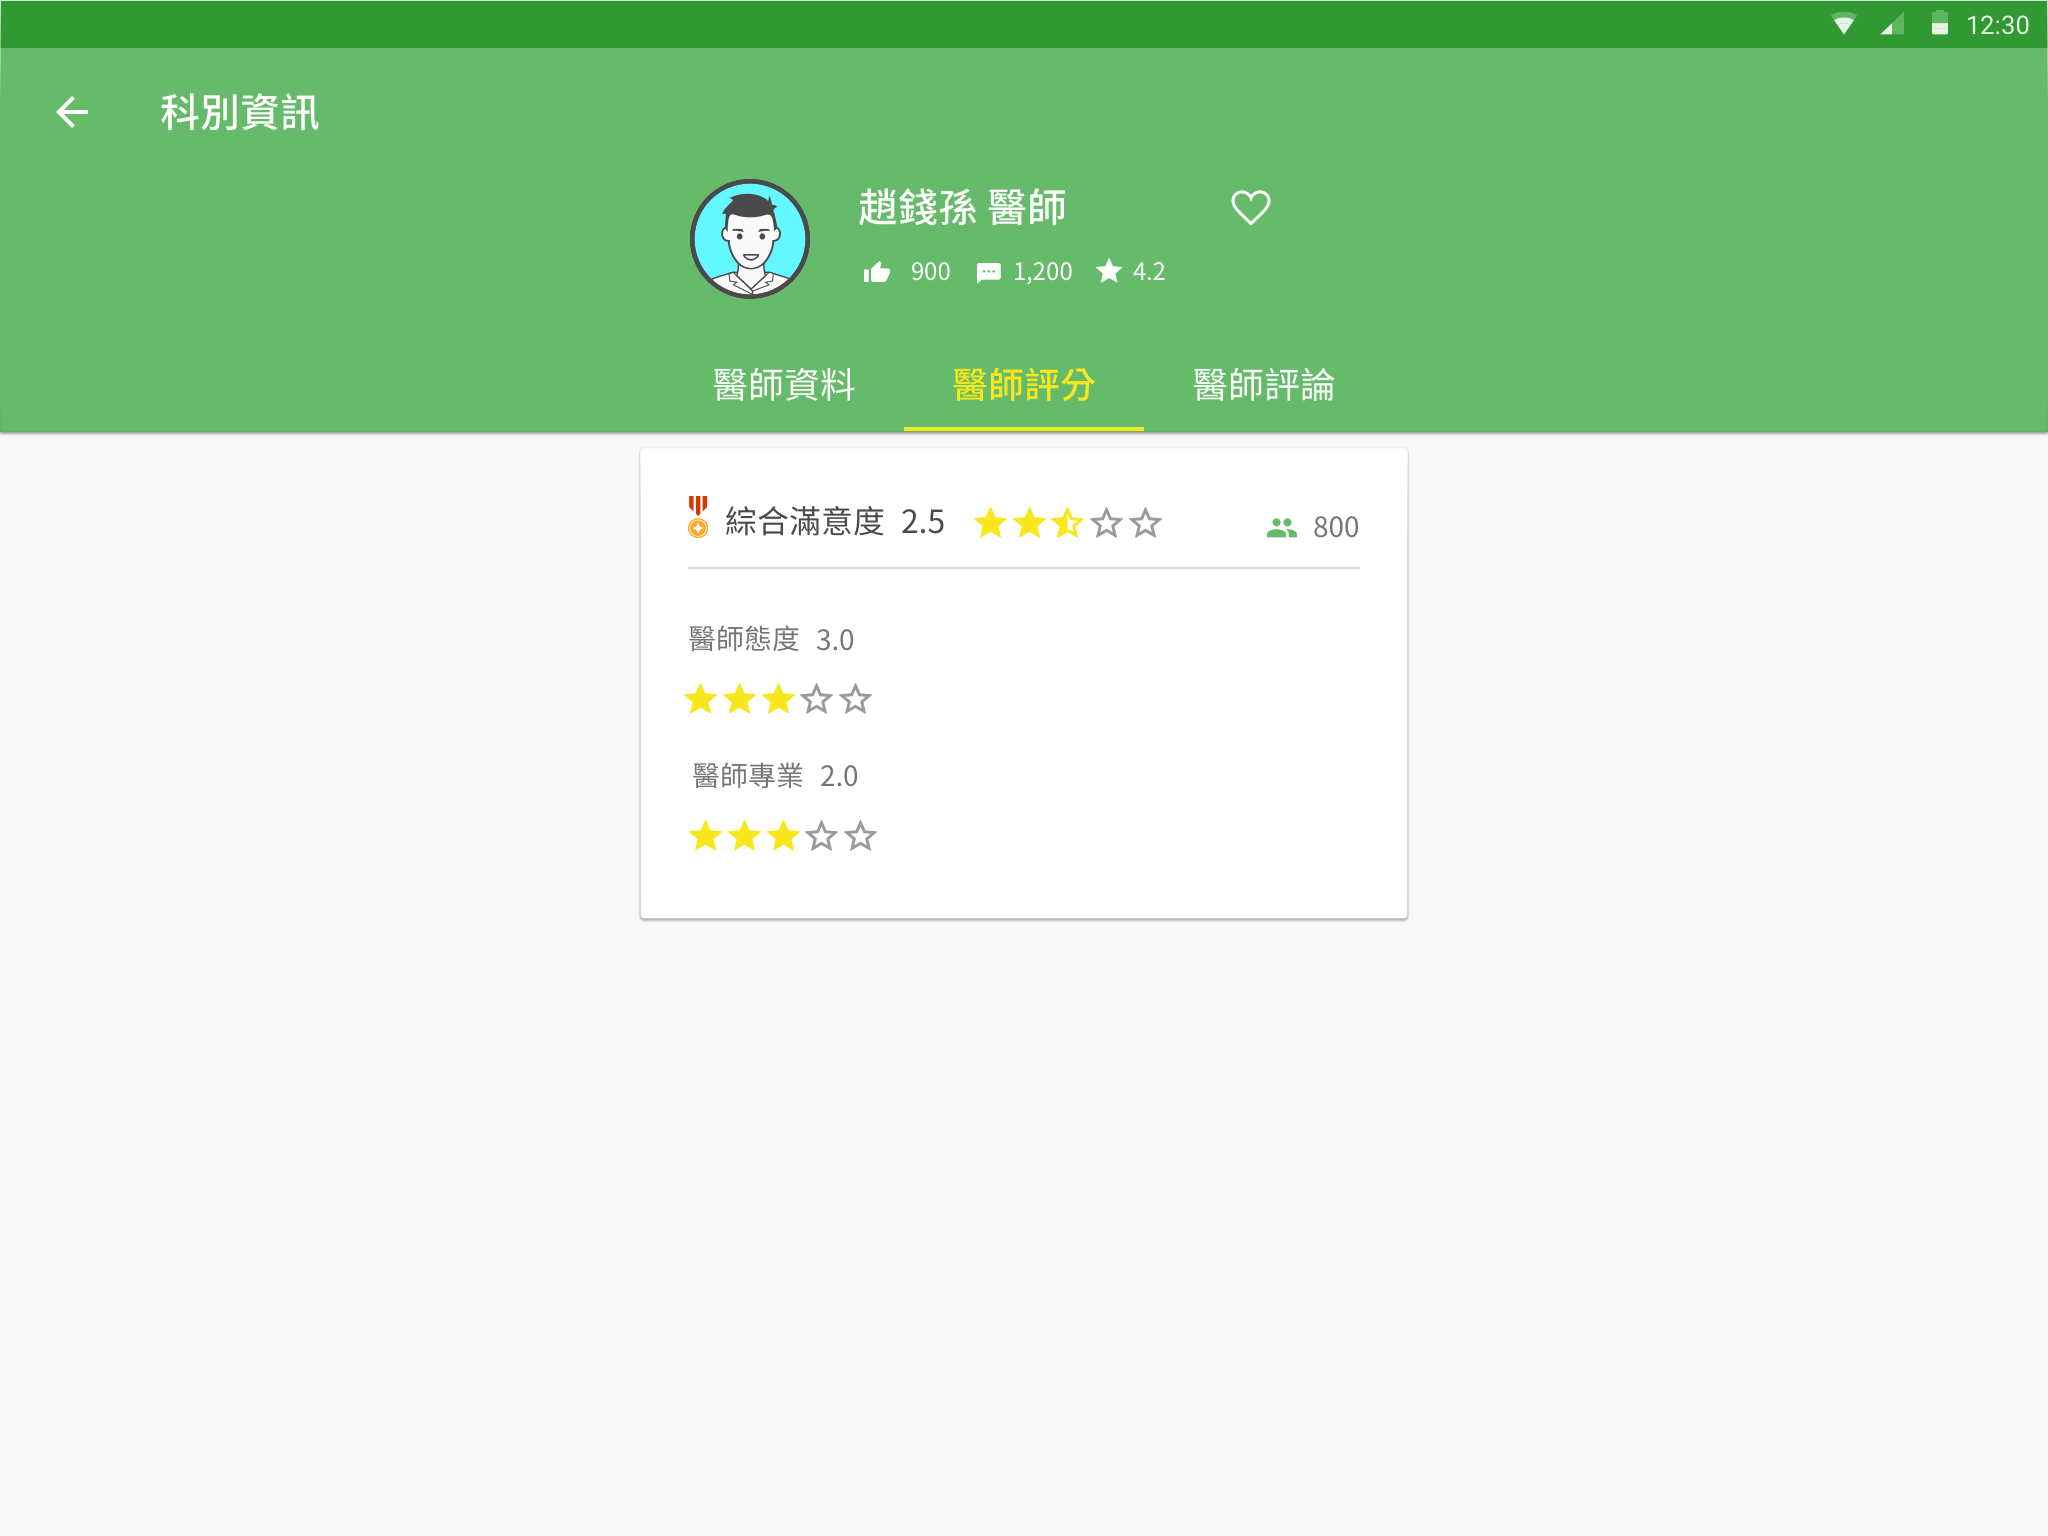 12:30
科別資訊
趙錢孫 醫師
900 1,200 4.2
醫師資料 醫師評分 醫師評論
綜合滿意度 2.5 800
醫師態度 3.0
醫師專業 2.0